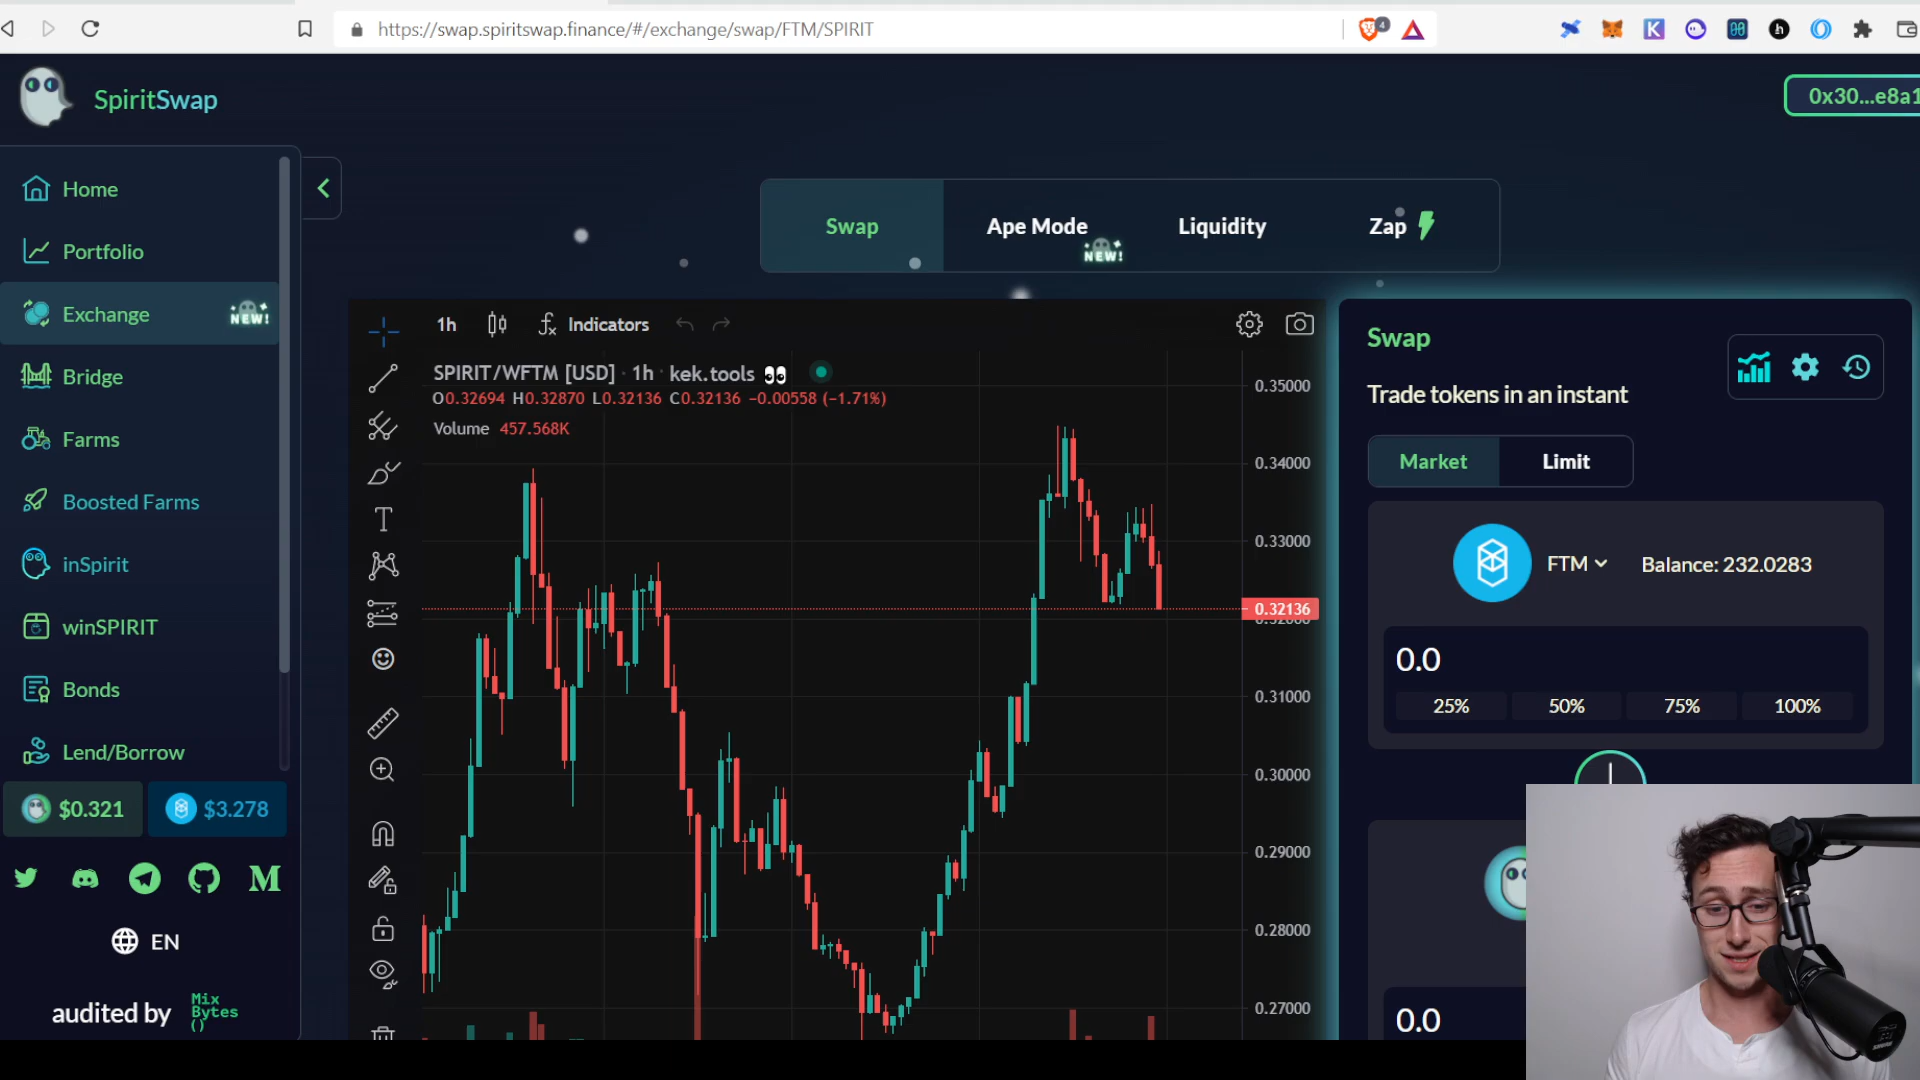 https://swap.spiritswap.finance/#/exchange/swap/FTM/SPIRIT
4
SpiritSwap
0x30...e8a1
Home
Portfolio
Exchange
NEW!
Bridge
Farms
Boosted Farms
inSpirit
winSPIRIT
Bonds
Lend/Borrow
$0.321
$3.278
EN
audited by
Mix
Bytes
()
Swap
Ape Mode
NEW!
Liquidity
Zap
1h
Indicators
SPIRIT/WFTM [USD] · 1h · kek.tools
O0.32694 H0.32870 L0.32136 C0.32136 −0.00558 (−1.71%)
Volume 457.568K
0.35000
0.34000
0.33000
0.32136
0.32000
0.31000
0.30000
0.29000
0.28000
0.27000
Swap
Trade tokens in an instant
Market
Limit
FTM
Balance: 232.0283
0.0
25%
50%
75%
100%
0.0